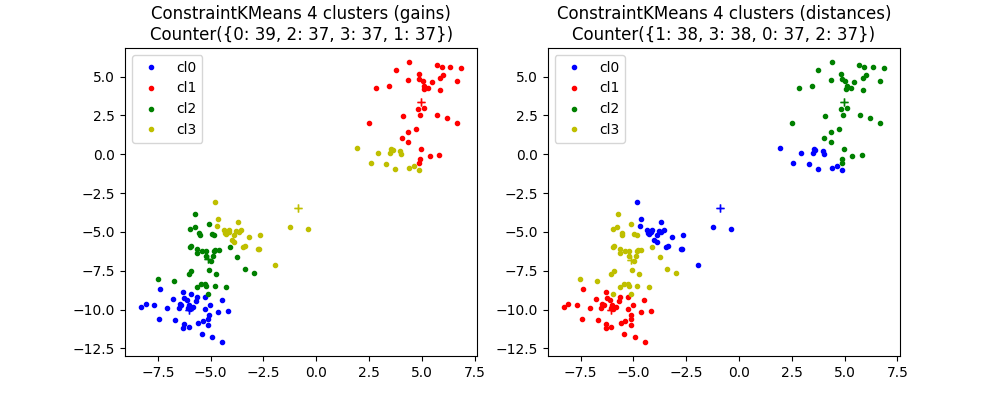 ConstraintKMeans 4 clusters (gains)
Counter({0: 39, 2: 37, 3: 37, 1: 37})
cl0
cl1
cl2
cl3
5.0
2.5
0.0
−2.5
−5.0
−7.5
−10.0
−12.5
−7.5 −5.0 −2.5 0.0 2.5 5.0 7.5
ConstraintKMeans 4 clusters (distances)
Counter({1: 38, 3: 38, 0: 37, 2: 37})
cl0
cl1
cl2
cl3
5.0
2.5
0.0
−2.5
−5.0
−7.5
−10.0
−12.5
−7.5 −5.0 −2.5 0.0 2.5 5.0 7.5